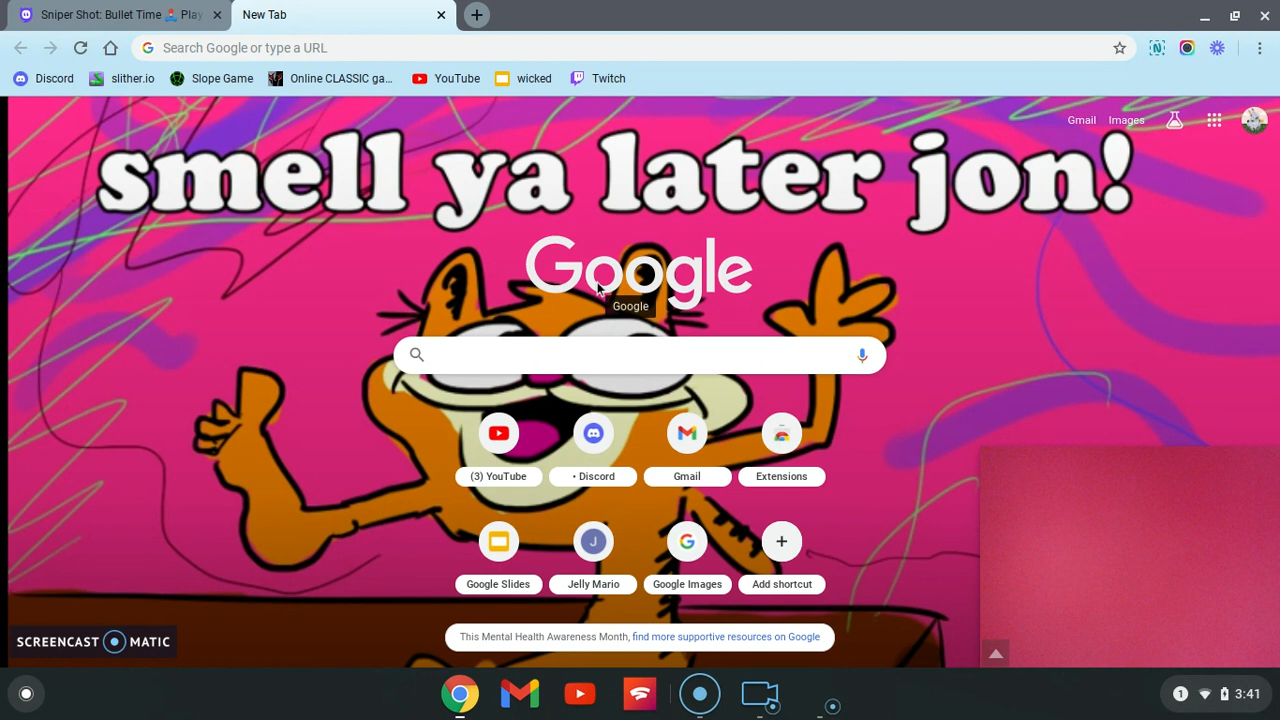 Sniper Shot: Bullet Time Play
New Tab
Search Google or type a URL
Discord
slither.io
Slope Game
Online CLASSIC ga...
YouTube
wicked
Twitch
Gmail
Images
smell ya later jon!
Google
Google
(3) YouTube
• Discord
Gmail
Extensions
J
Google Slides
Jelly Mario
Google Images
Add shortcut
This Mental Health Awareness Month, find more supportive resources on Google
SCREENCAST MATIC
1
3:41